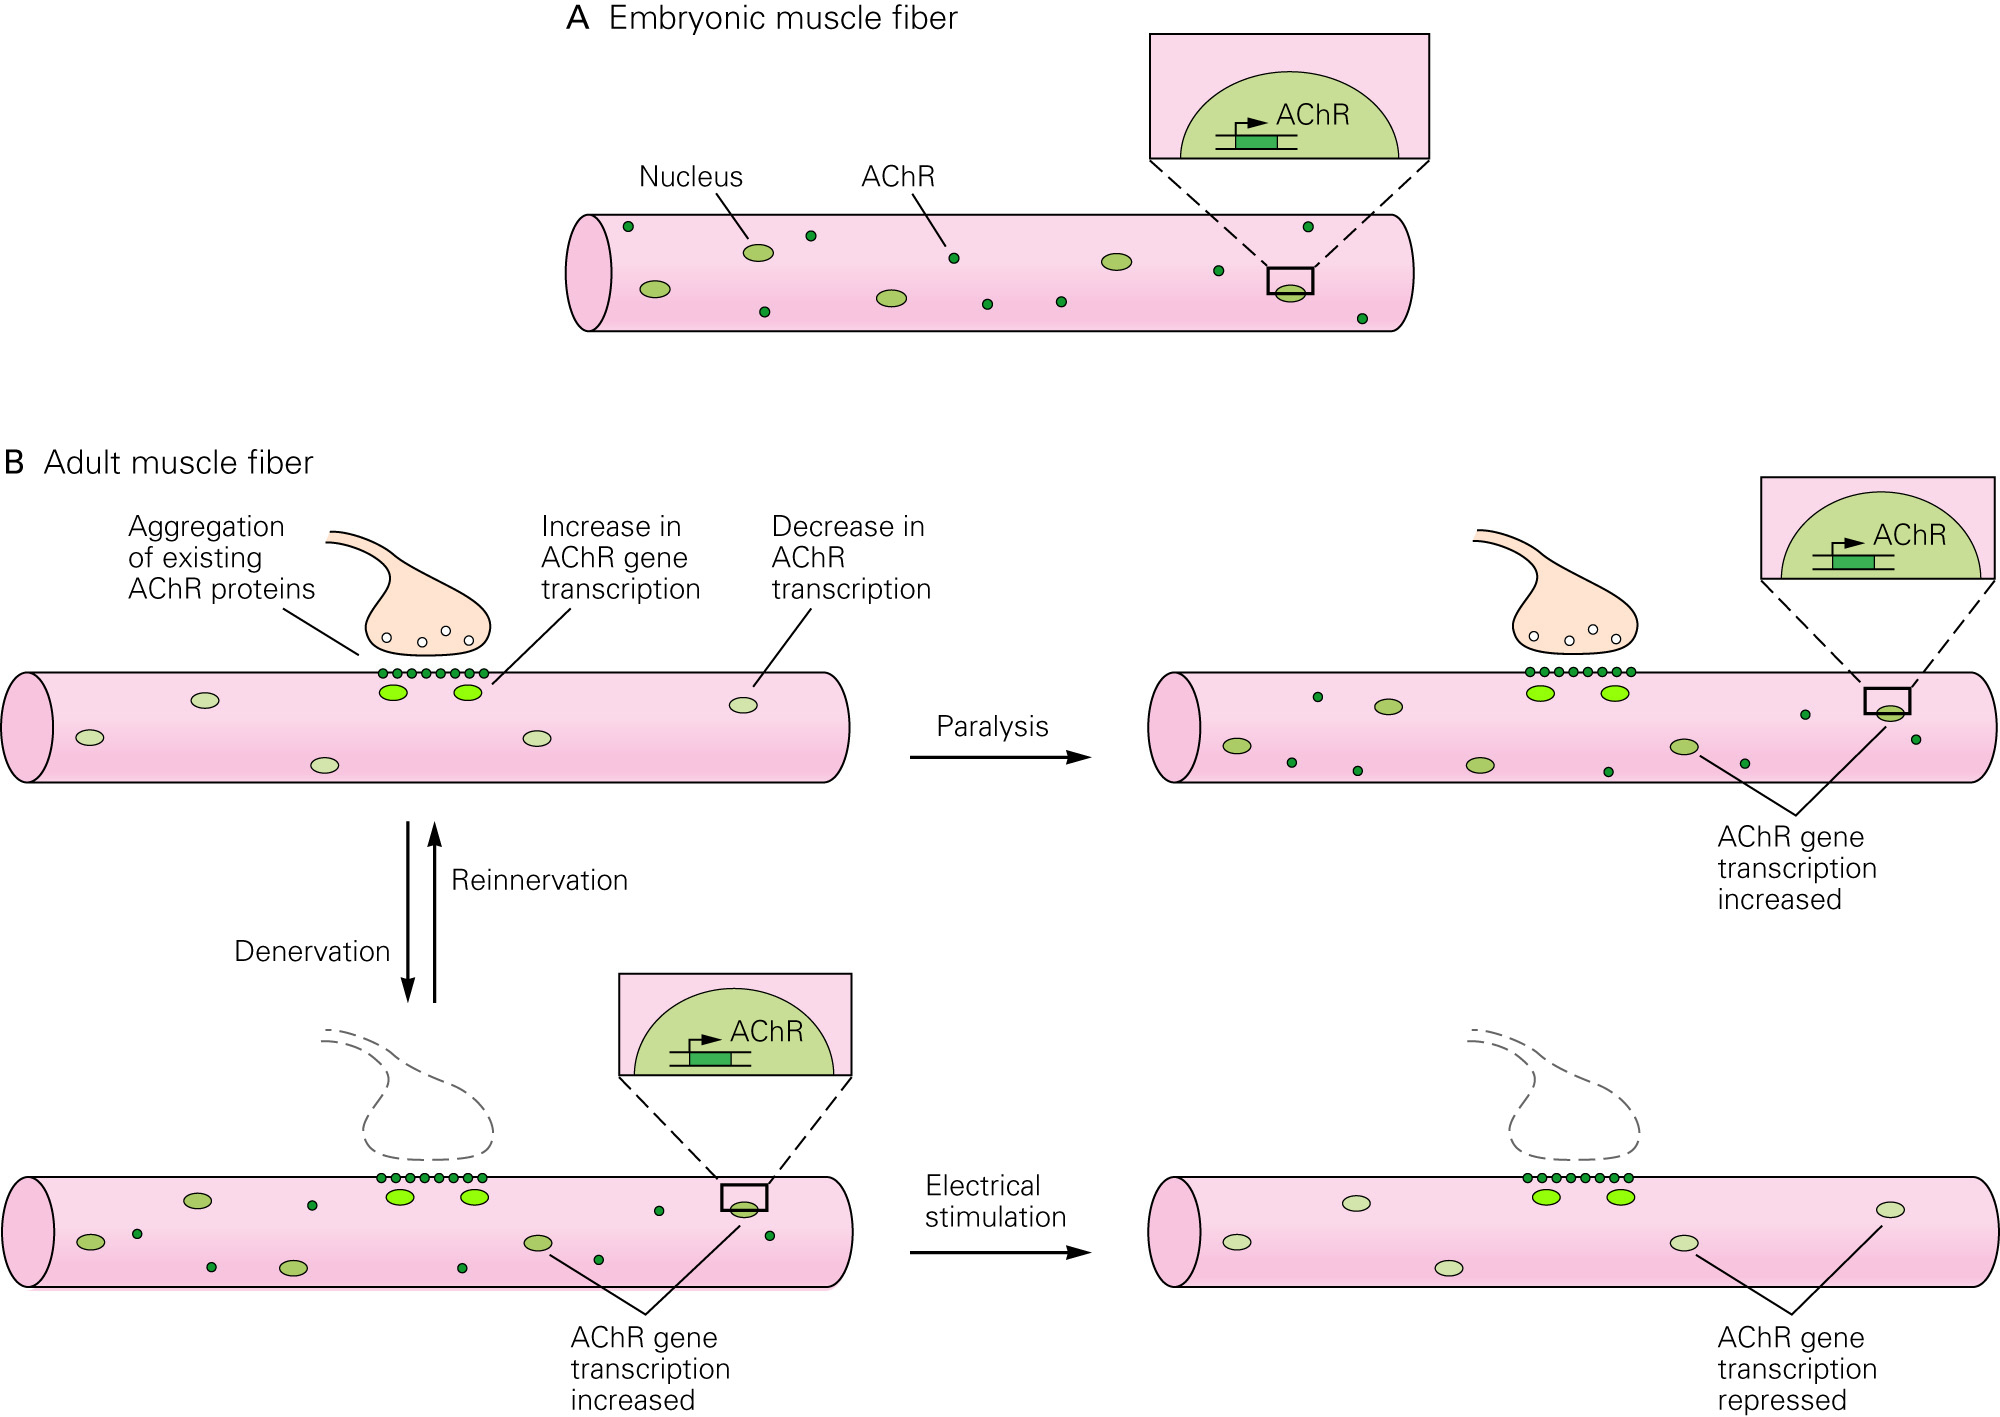 A Embryonic muscle fiber
AChR
Nucleus
AChR
B Adult muscle fiber
Aggregation
of existing
AChR proteins
Increase in
AChR gene
transcription
Decrease in
AChR
transcription
AChR
Paralysis
AChR gene
transcription
increased
Reinnervation
Denervation
AChR
Electrical
stimulation
AChR gene
transcription
increased
AChR gene
transcription
repressed